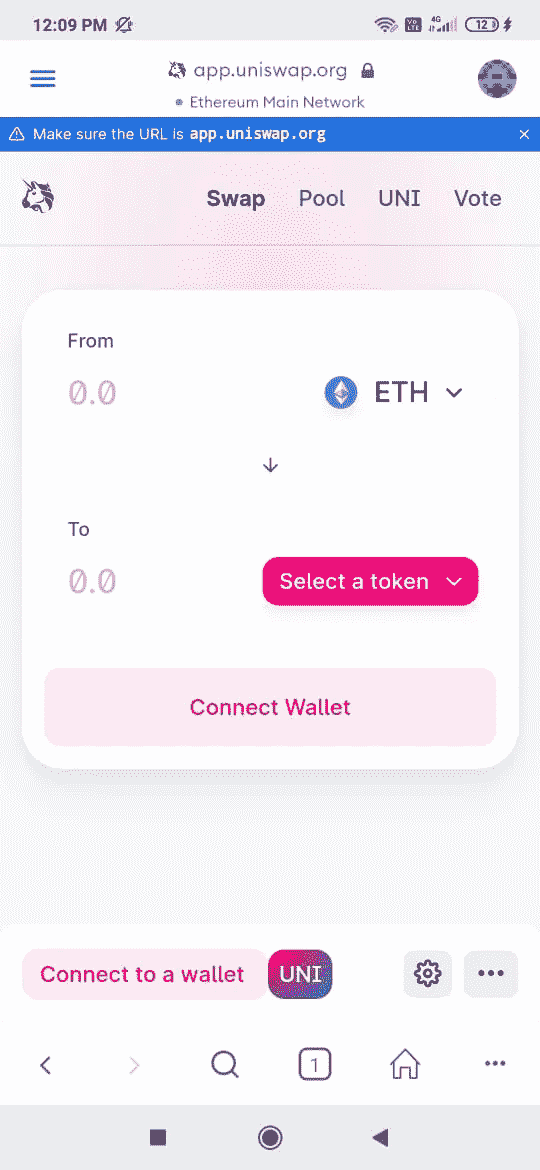 12:09 PM VO LTE 4G 12
app.uniswap.org
Ethereum Main Network
Make sure the URL is app.uniswap.org ×
Swap Pool UNI Vote
From
0.0 ETH
To
0.0 Select a token
Connect Wallet
Connect to a wallet UNI
1